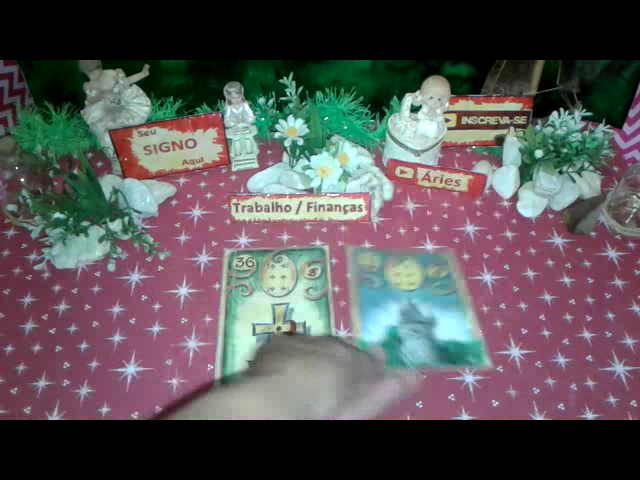 Seu
SIGNO
Aqui
INSCREVA-SE
Áries
Trabalho / Finanças
36